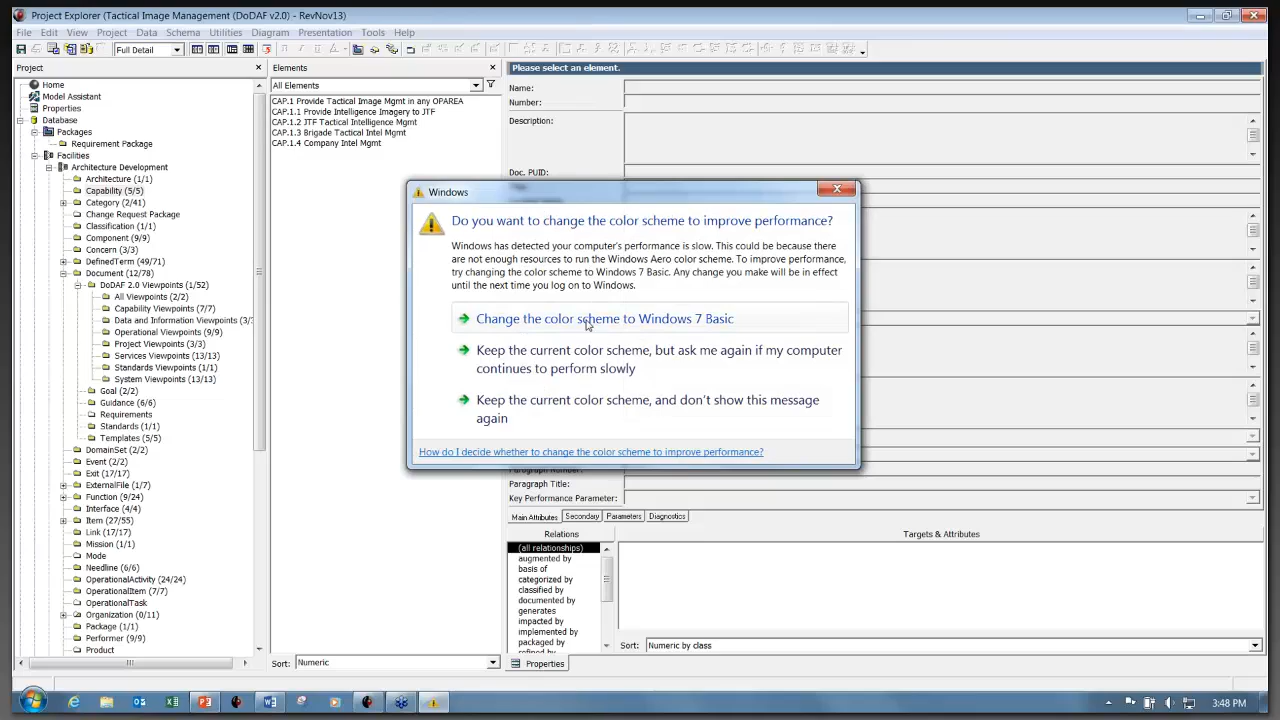 Project Explorer (Tactical Image Management (DoDAF v2.0) - RevNov13)
File Edit View Project Data Schema Utilities Diagram Presentation Tools Help
Full Detail
Project
Elements
Please select an element.
Home
Model Assistant
Properties
Database
Packages
Requirement Package
Facilities
Architecture Development
Architecture (1/1)
Capability (5/5)
Category (2/41)
Change Request Package
Classification (1/1)
Component (9/9)
Concern (3/3)
DefinedTerm (49/71)
Document (12/78)
DoDAF 2.0 Viewpoints (1/52)
All Viewpoints (2/2)
Capability Viewpoints (7/7)
Data and Information Viewpoints (3/3
Operational Viewpoints (9/9)
Project Viewpoints (3/3)
Services Viewpoints (13/13)
Standards Viewpoints (1/1)
System Viewpoints (13/13)
Goal (2/2)
Guidance (6/6)
Requirements
Standards (1/1)
Templates (5/5)
DomainSet (2/2)
Event (2/2)
Exit (17/17)
ExternalFile (1/7)
Function (9/24)
Interface (4/4)
Item (27/55)
Link (17/17)
Mission (1/1)
Mode
Needline (6/6)
OperationalActivity (24/24)
OperationalItem (7/7)
OperationalTask
Organization (0/11)
Package (1/1)
Performer (9/9)
Product
All Elements
CAP.1 Provide Tactical Image Mgmt in any OPAREA
CAP.1.1 Provide Intelligence Imagery to JTF
CAP.1.2 JTF Tactical Intelligence Mgmt
CAP.1.3 Brigade Tactical Intel Mgmt
CAP.1.4 Company Intel Mgmt
Sort: Numeric
Name:
Number:
Description:
Doc. PUID:
Windows
Do you want to change the color scheme to improve performance?
Windows has detected your computer's performance is slow. This could be because there
are not enough resources to run the Windows Aero color scheme. To improve performance,
try changing the color scheme to Windows 7 Basic. Any change you make will be in effect
until the next time you log on to Windows.
Change the color scheme to Windows 7 Basic
Keep the current color scheme, but ask me again if my computer
continues to perform slowly
Keep the current color scheme, and don't show this message
again
How do I decide whether to change the color scheme to improve performance?
Paragraph Number:
Paragraph Title:
Key Performance Parameter:
Main Attributes Secondary Parameters Diagnostics
Relations
Targets & Attributes
(all relationships)
augmented by
basis of
categorized by
classified by
documented by
generates
impacted by
implemented by
packaged by
refined by
Sort: Numeric by class
Properties
3:48 PM